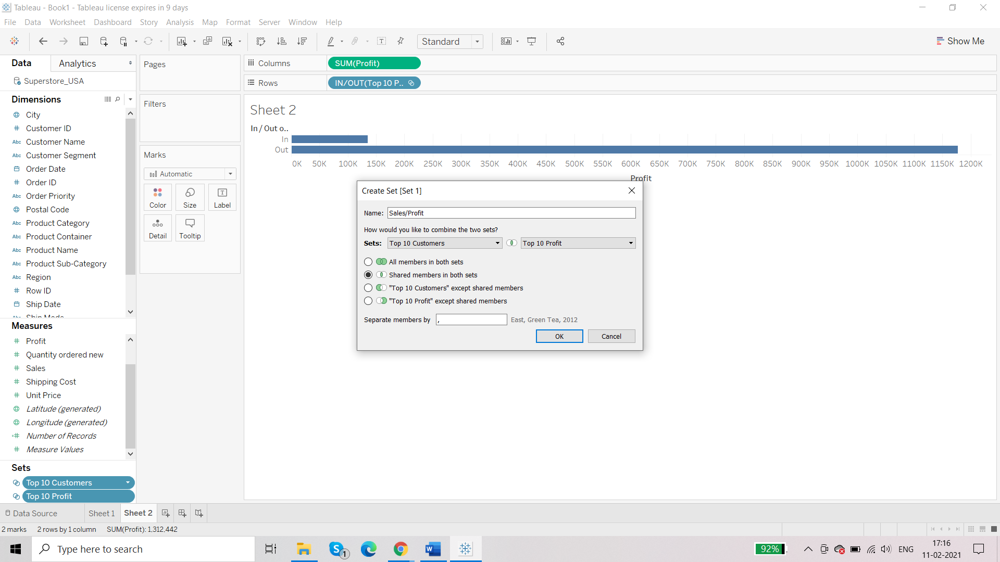 Tableau - Book1 - Tableau license expires in 9 days
File Data Worksheet Dashboard Story Analysis Map Format Server Window Help
Standard
Show Me
Data
Analytics
Superstore_USA
Dimensions
City
Customer ID
Abc Customer Name
Abc Customer Segment
Order Date
Order ID
Abc Order Priority
Postal Code
Abc Product Category
Abc Product Container
Abc Product Name
Abc Product Sub-Category
Abc Region
Row ID
Ship Date
Ship Mode
Measures
Profit
Quantity ordered new
Sales
Shipping Cost
Unit Price
Latitude (generated)
Longitude (generated)
Number of Records
Measure Values
Sets
Top 10 Customers
Top 10 Profit
Pages
Filters
Marks
Automatic
Color
Size
Label
Detail
Tooltip
Columns
SUM(Profit)
Rows
IN/OUT(Top 10 P..
Sheet 2
In / Out o..
In
Out
0K 50K 100K 150K 200K 250K 300K 350K 400K 450K 500K 550K 600K 650K 700K 750K 800K 850K 900K 950K 1000K 1050K 1100K 1150K 1200K
Profit
Create Set [Set 1]
Name: Sales/Profit
How would you like to combine the two sets?
Sets: Top 10 Customers Top 10 Profit
All members in both sets
Shared members in both sets
"Top 10 Customers" except shared members
"Top 10 Profit" except shared members
Separate members by , East, Green Tea, 2012
OK
Cancel
Data Source
Sheet 1
Sheet 2
2 marks 2 rows by 1 column SUM(Profit): 1,312,442
Type here to search
1
92%
ENG
17:16
11-02-2021